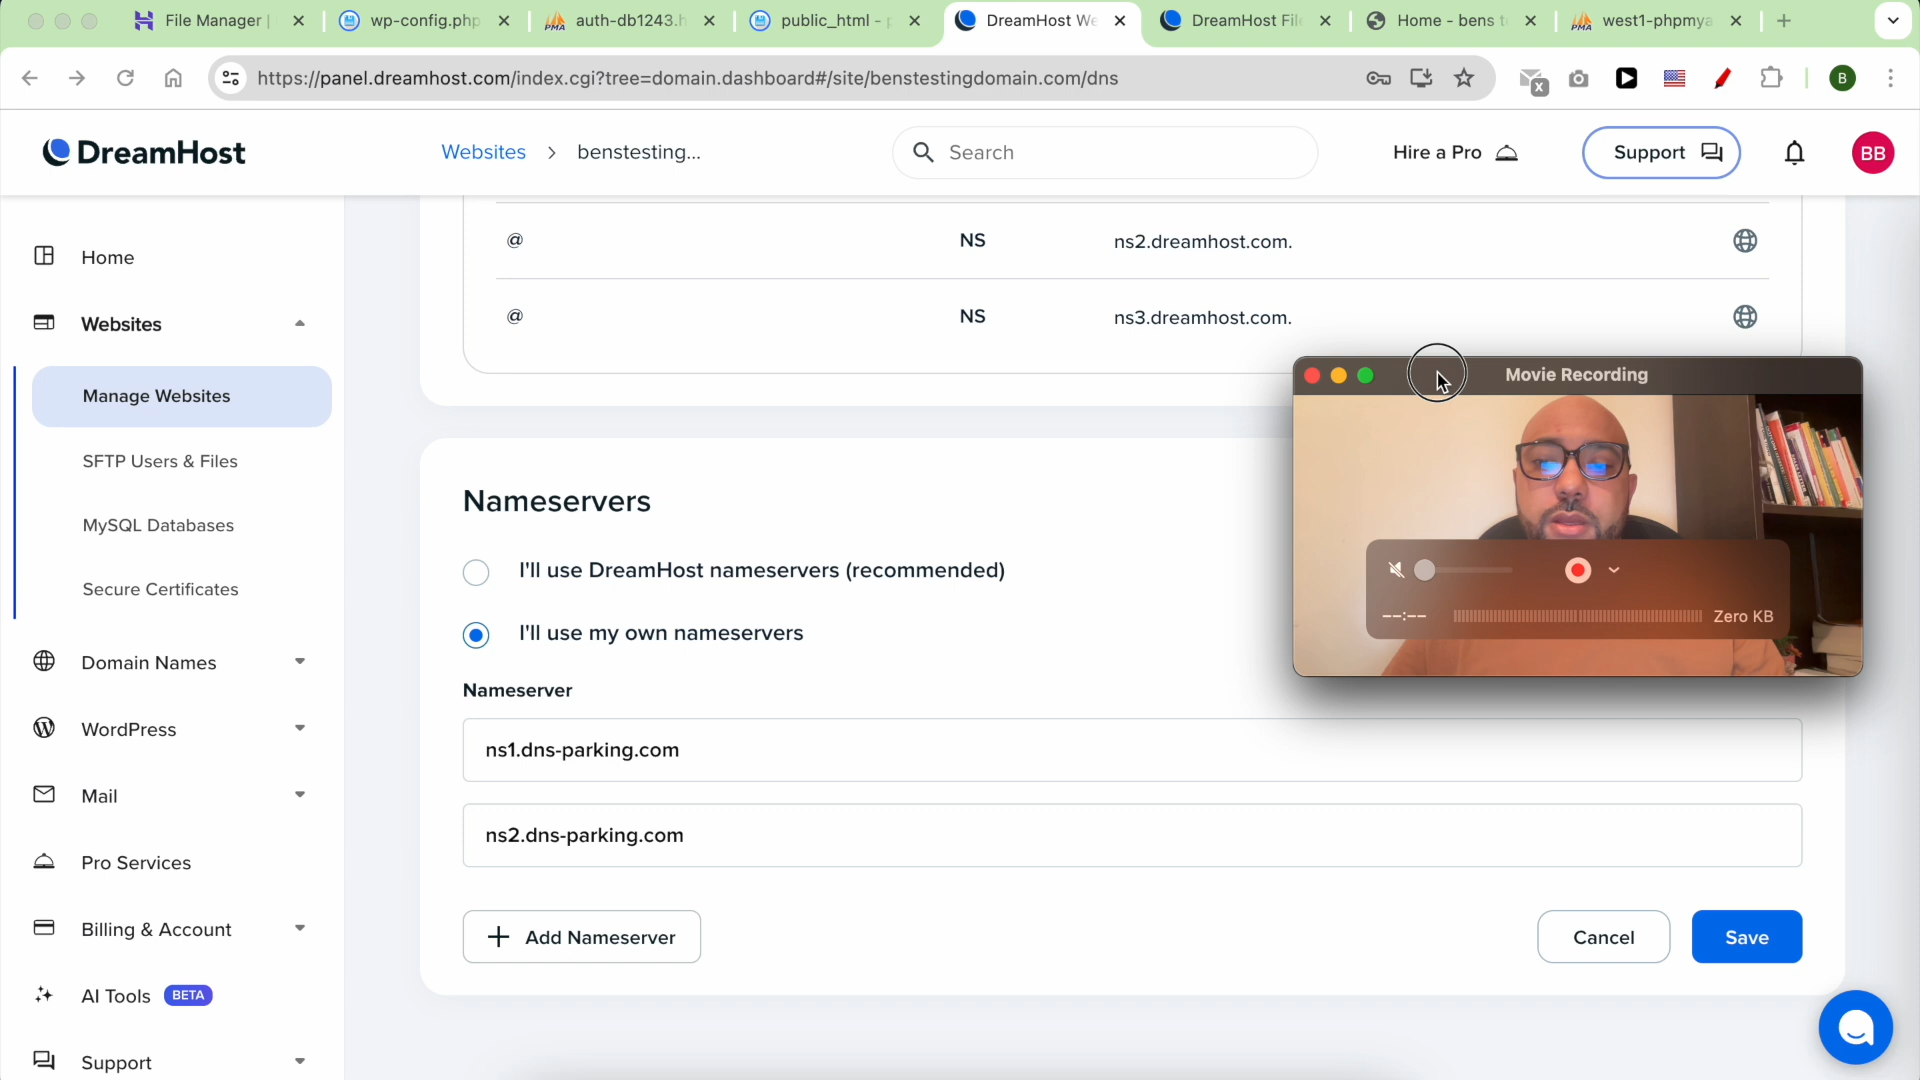 File Manager |
wp-config.php
auth-db1243.h
public_html - p
DreamHost We
DreamHost File
Home - bens te
west1-phpmya
https://panel.dreamhost.com/index.cgi?tree=domain.dashboard#/site/benstestingdomain.com/dns
B
DreamHost
Websites > benstesting...
Search
Hire a Pro
Support
BB
Home
Websites
Manage Websites
SFTP Users & Files
MySQL Databases
Secure Certificates
Domain Names
WordPress
Mail
Pro Services
Billing & Account
AI Tools BETA
Support
@ NS ns2.dreamhost.com.
@ NS ns3.dreamhost.com.
Movie Recording
--:-- Zero KB
Nameservers
I'll use DreamHost nameservers (recommended)
I'll use my own nameservers
Nameserver
ns1.dns-parking.com
ns2.dns-parking.com
Add Nameserver
Cancel
Save